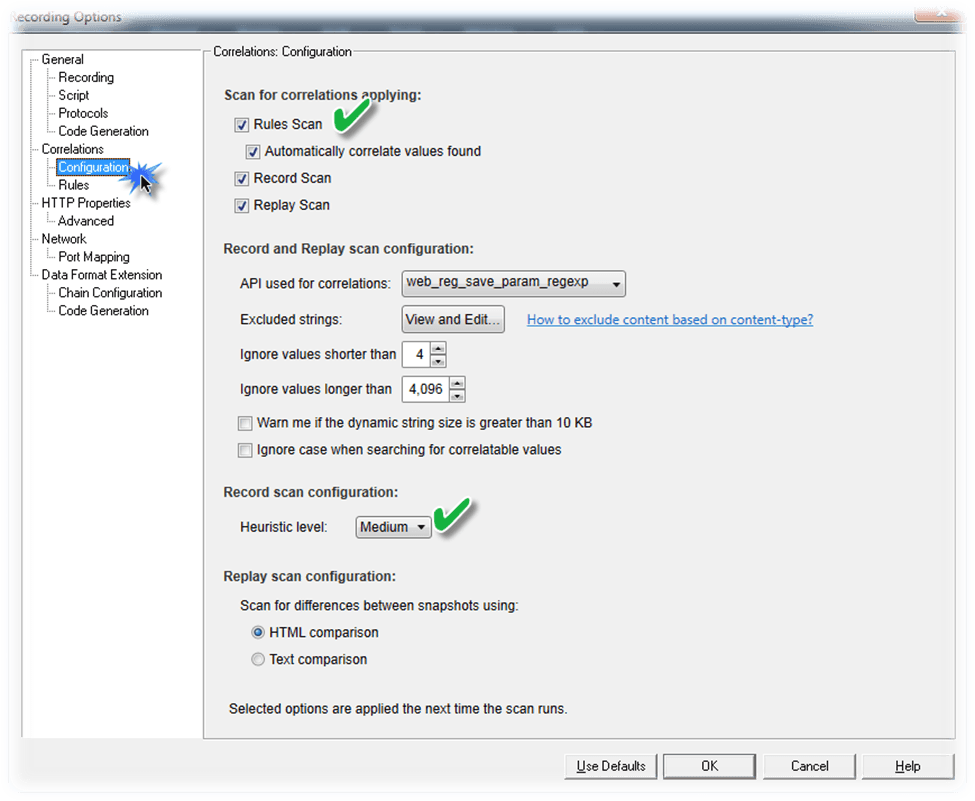 Recording Options
General
Recording
Script
Protocols
Code Generation
Correlations
Configuration
Rules
HTTP Properties
Advanced
Network
Port Mapping
Data Format Extension
Chain Configuration
Code Generation
Correlations: Configuration
Scan for correlations applying:
Rules Scan
Automatically correlate values found
Record Scan
Replay Scan
Record and Replay scan configuration:
API used for correlations: web_reg_save_param_regexp
Excluded strings: View and Edit... How to exclude content based on content-type?
Ignore values shorter than 4
Ignore values longer than 4,096
Warn me if the dynamic string size is greater than 10 KB
Ignore case when searching for correlatable values
Record scan configuration:
Heuristic level: Medium
Replay scan configuration:
Scan for differences between snapshots using:
HTML comparison
Text comparison
Selected options are applied the next time the scan runs.
Use Defaults OK Cancel Help